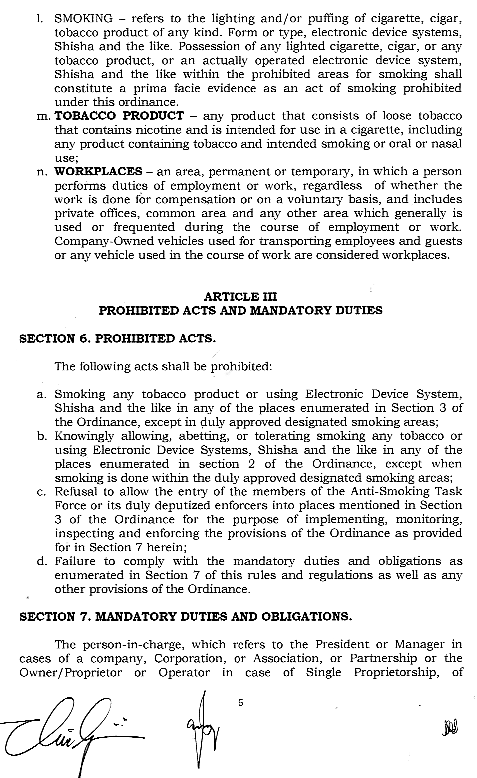 l. SMOKING – refers to the lighting and/or puffing of cigarette, cigar,
tobacco product of any kind. Form or type, electronic device systems,
Shisha and the like. Possession of any lighted cigarette, cigar, or any
tobacco product, or an actually operated electronic device system,
Shisha and the like within the prohibited areas for smoking shall
constitute a prima facie evidence as an act of smoking prohibited
under this ordinance.
m. TOBACCO PRODUCT – any product that consists of loose tobacco
that contains nicotine and is intended for use in a cigarette, including
any product containing tobacco and intended smoking or oral or nasal
use;
n. WORKPLACES – an area, permanent or temporary, in which a person
performs duties of employment or work, regardless of whether the
work is done for compensation or on a voluntary basis, and includes
private offices, common area and any other area which generally is
used or frequented during the course of employment or work.
Company-Owned vehicles used for transporting employees and guests
or any vehicle used in the course of work are considered workplaces.
ARTICLE III
PROHIBITED ACTS AND MANDATORY DUTIES
SECTION 6. PROHIBITED ACTS.
The following acts shall be prohibited:
a. Smoking any tobacco product or using Electronic Device System,
Shisha and the like in any of the places enumerated in Section 3 of
the Ordinance, except in duly approved designated smoking areas;
b. Knowingly allowing, abetting, or tolerating smoking any tobacco or
using Electronic Device Systems, Shisha and the like in any of the
places enumerated in section 2 of the Ordinance, except when
smoking is done within the duly approved designated smoking areas;
c. Refusal to allow the entry of the members of the Anti-Smoking Task
Force or its duly deputized enforcers into places mentioned in Section
3 of the Ordinance for the purpose of implementing, monitoring,
inspecting and enforcing the provisions of the Ordinance as provided
for in Section 7 herein;
d. Failure to comply with the mandatory duties and obligations as
enumerated in Section 7 of this rules and regulations as well as any
other provisions of the Ordinance.
SECTION 7. MANDATORY DUTIES AND OBLIGATIONS.
The person-in-charge, which refers to the President or Manager in
cases of a company, Corporation, or Association, or Partnership or the
Owner/Proprietor or Operator in case of Single Proprietorship, of
5